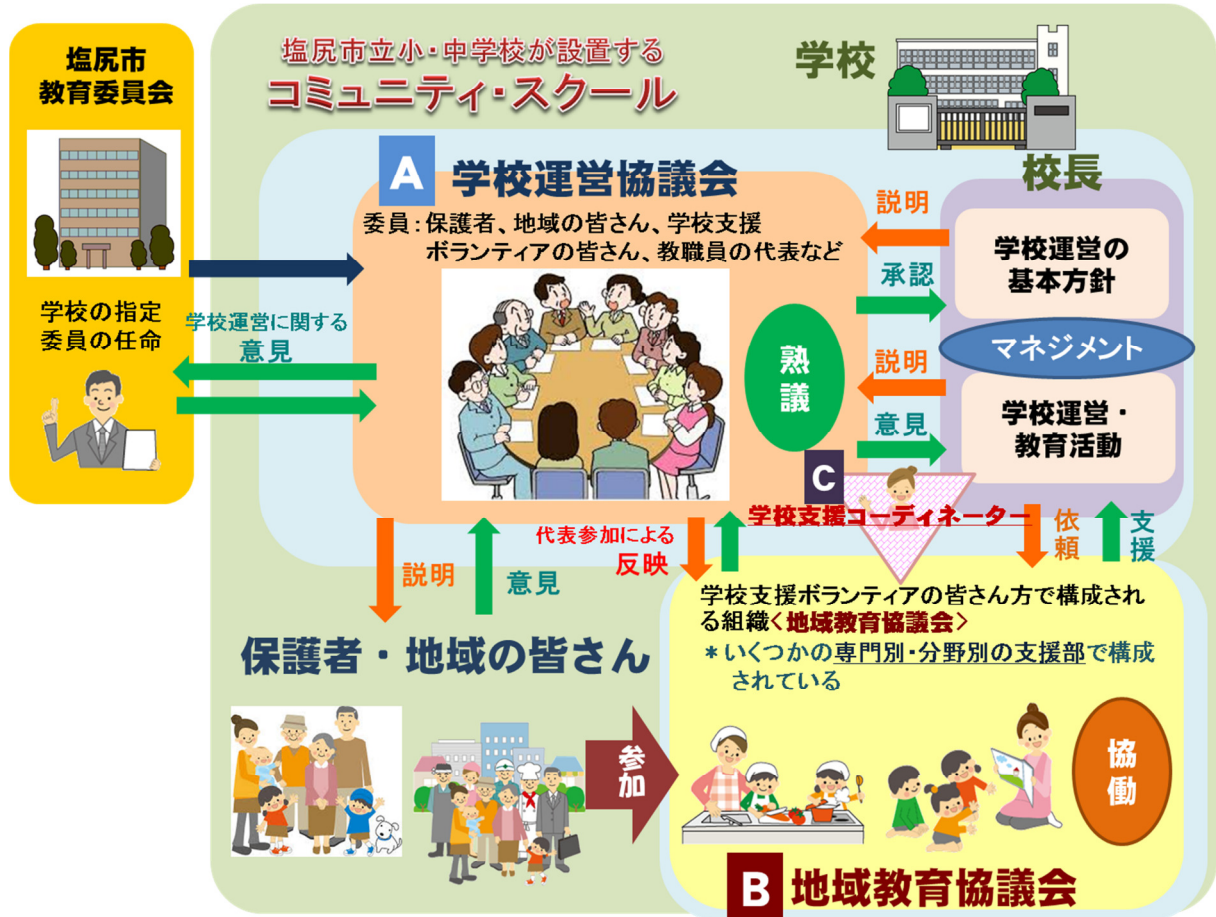 塩尻市
教育委員会
学校の指定
委員の任命
塩尻市立小・中学校が設置する
コミュニティ・スクール
学校
A 学校運営協議会
委員：保護者、地域の皆さん、学校支援
ボランティアの皆さん、教職員の代表など
学校運営に関する
意見
熟議
校長
説明
承認
説明
意見
学校運営の
基本方針
マネジメント
学校運営・
教育活動
C
学校支援コーディネーター
説明
意見
代表参加による
反映
依頼
支援
保護者・地域の皆さん
参加
学校支援ボランティアの皆さん方で構成され
る組織<地域教育協議会>
＊いくつかの専門別・分野別の支援部で構成
されている
協働
B 地域教育協議会